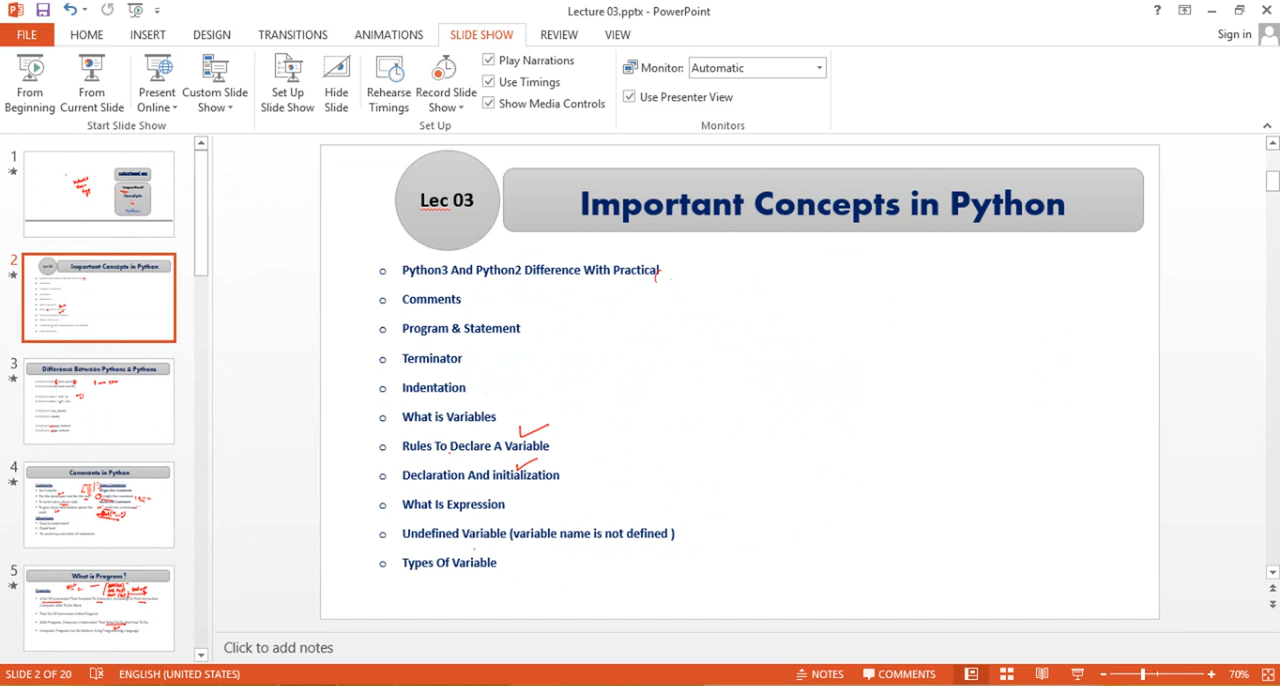 Lecture 03.pptx - PowerPoint
?
FILE HOME INSERT DESIGN TRANSITIONS ANIMATIONS SLIDE SHOW REVIEW VIEW
Sign in
From Beginning
From Current Slide
Present Online
Custom Slide Show
Start Slide Show
Set Up Slide Show
Hide Slide
Rehearse Timings
Record Slide Show
Play Narrations
Use Timings
Show Media Controls
Set Up
Monitor: Automatic
Use Presenter View
Monitors
1
2
Important Concepts in Python
3
Difference Between Python2 & Python3
4
Comments in Python
5
What is Program ?
Lec 03
Important Concepts in Python
Python3 And Python2 Difference With Practical
Comments
Program & Statement
Terminator
Indentation
What is Variables
Rules To Declare A Variable
Declaration And initialization
What Is Expression
Undefined Variable (variable name is not defined )
Types Of Variable
Click to add notes
SLIDE 2 OF 20 ENGLISH (UNITED STATES) NOTES COMMENTS 70%